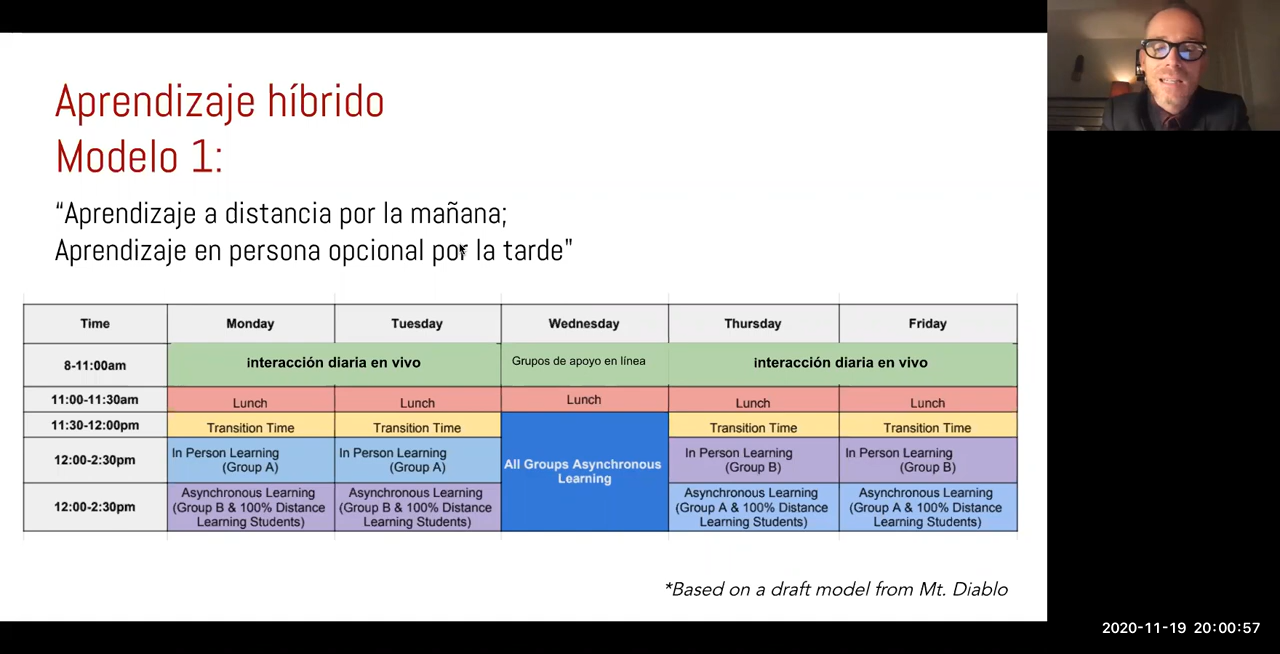 Aprendizaje híbrido
Modelo 1:
“Aprendizaje a distancia por la mañana;
Aprendizaje en persona opcional por la tarde”
Time Monday Tuesday Wednesday Thursday Friday
8-11:00am interacción diaria en vivo Grupos de apoyo en línea interacción diaria en vivo
11:00-11:30am Lunch Lunch Lunch Lunch Lunch
11:30-12:00pm Transition Time Transition Time Transition Time Transition Time
12:00-2:30pm
In Person Learning
(Group A)
In Person Learning
(Group A)
All Groups Asynchronous
Learning
In Person Learning
(Group B)
In Person Learning
(Group B)
12:00-2:30pm
Asynchronous Learning
(Group B & 100% Distance
Learning Students)
Asynchronous Learning
(Group B & 100% Distance
Learning Students)
Asynchronous Learning
(Group A & 100% Distance
Learning Students)
Asynchronous Learning
(Group A & 100% Distance
Learning Students)
*Based on a draft model from Mt. Diablo
2020-11-19 20:00:57